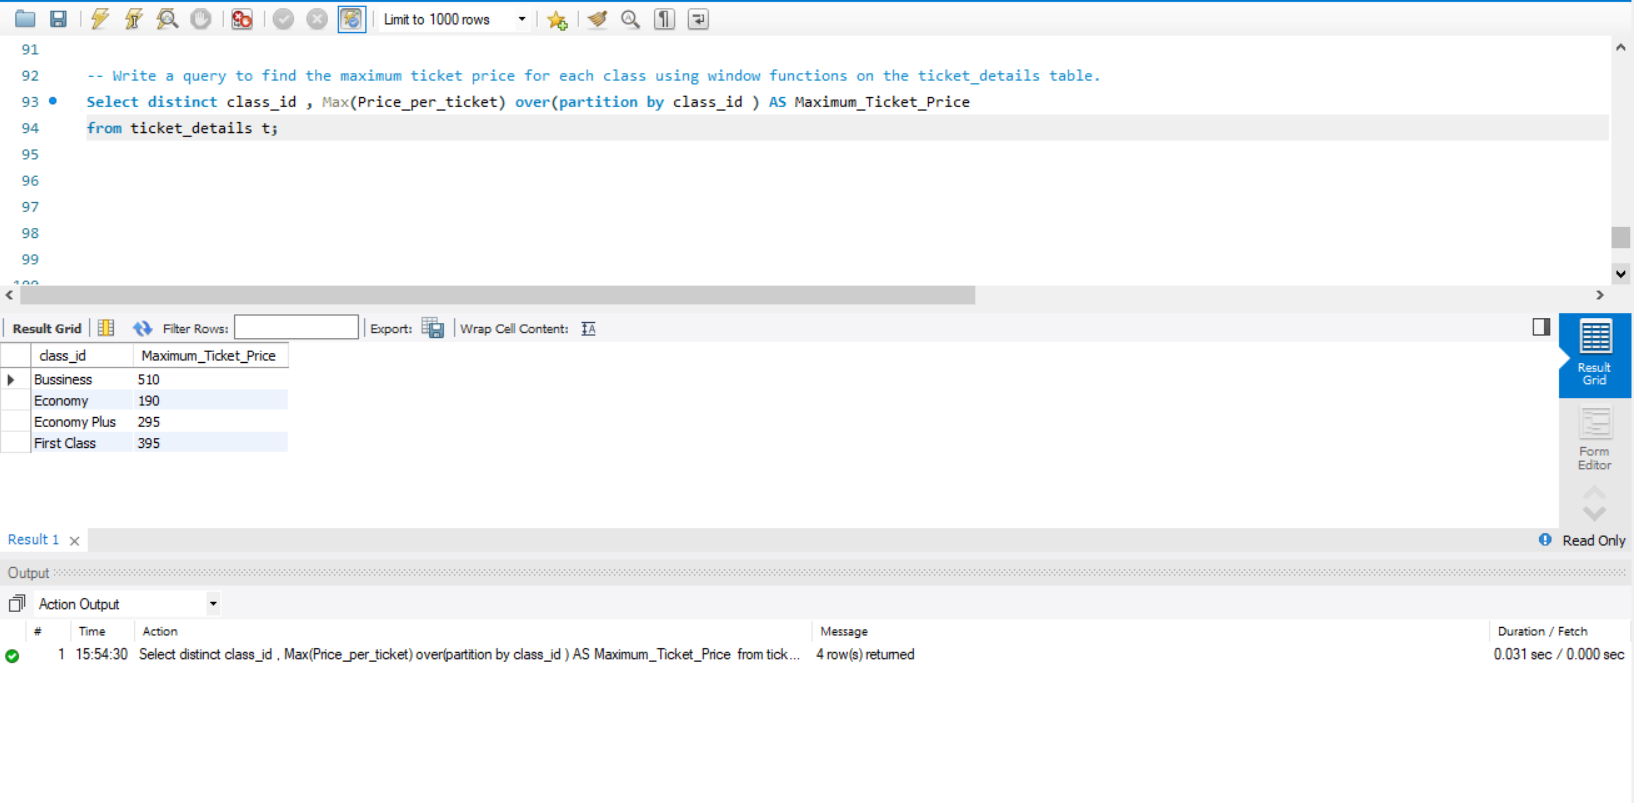 Limit to 1000 rows
91
92 -- Write a query to find the maximum ticket price for each class using window functions on the ticket_details table.
93 Select distinct class_id , Max(Price_per_ticket) over(partition by class_id ) AS Maximum_Ticket_Price
94 from ticket_details t;
95
96
97
98
99
100
Result Grid Filter Rows: Export: Wrap Cell Content:
class_id Maximum_Ticket_Price
Bussiness 510
Economy 190
Economy Plus 295
First Class 395
Result
Grid
Form
Editor
Result 1 Read Only
Output
Action Output
# Time Action Message Duration / Fetch
1 15:54:30 Select distinct class_id , Max(Price_per_ticket) over(partition by class_id ) AS Maximum_Ticket_Price from tick... 4 row(s) returned 0.031 sec / 0.000 sec